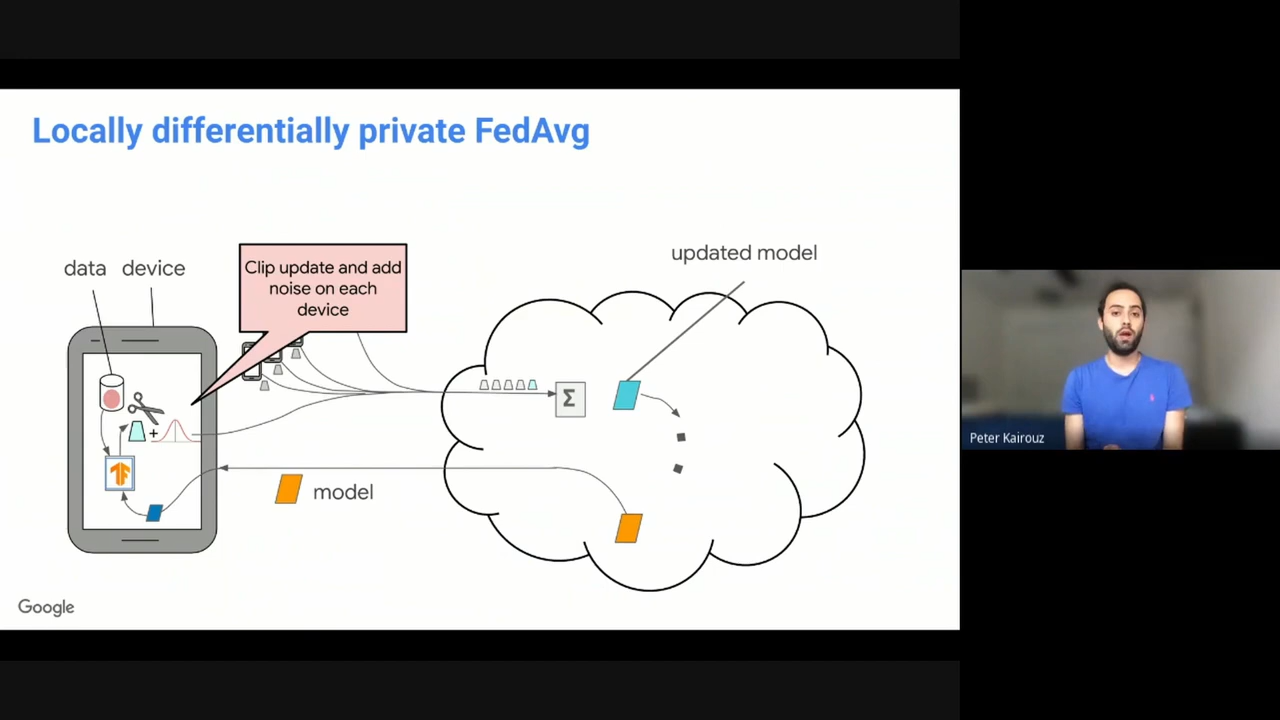 Locally differentially private FedAvg
data device
Clip update and add
noise on each
device
updated model
+
Σ
model
Google
Peter Kairouz